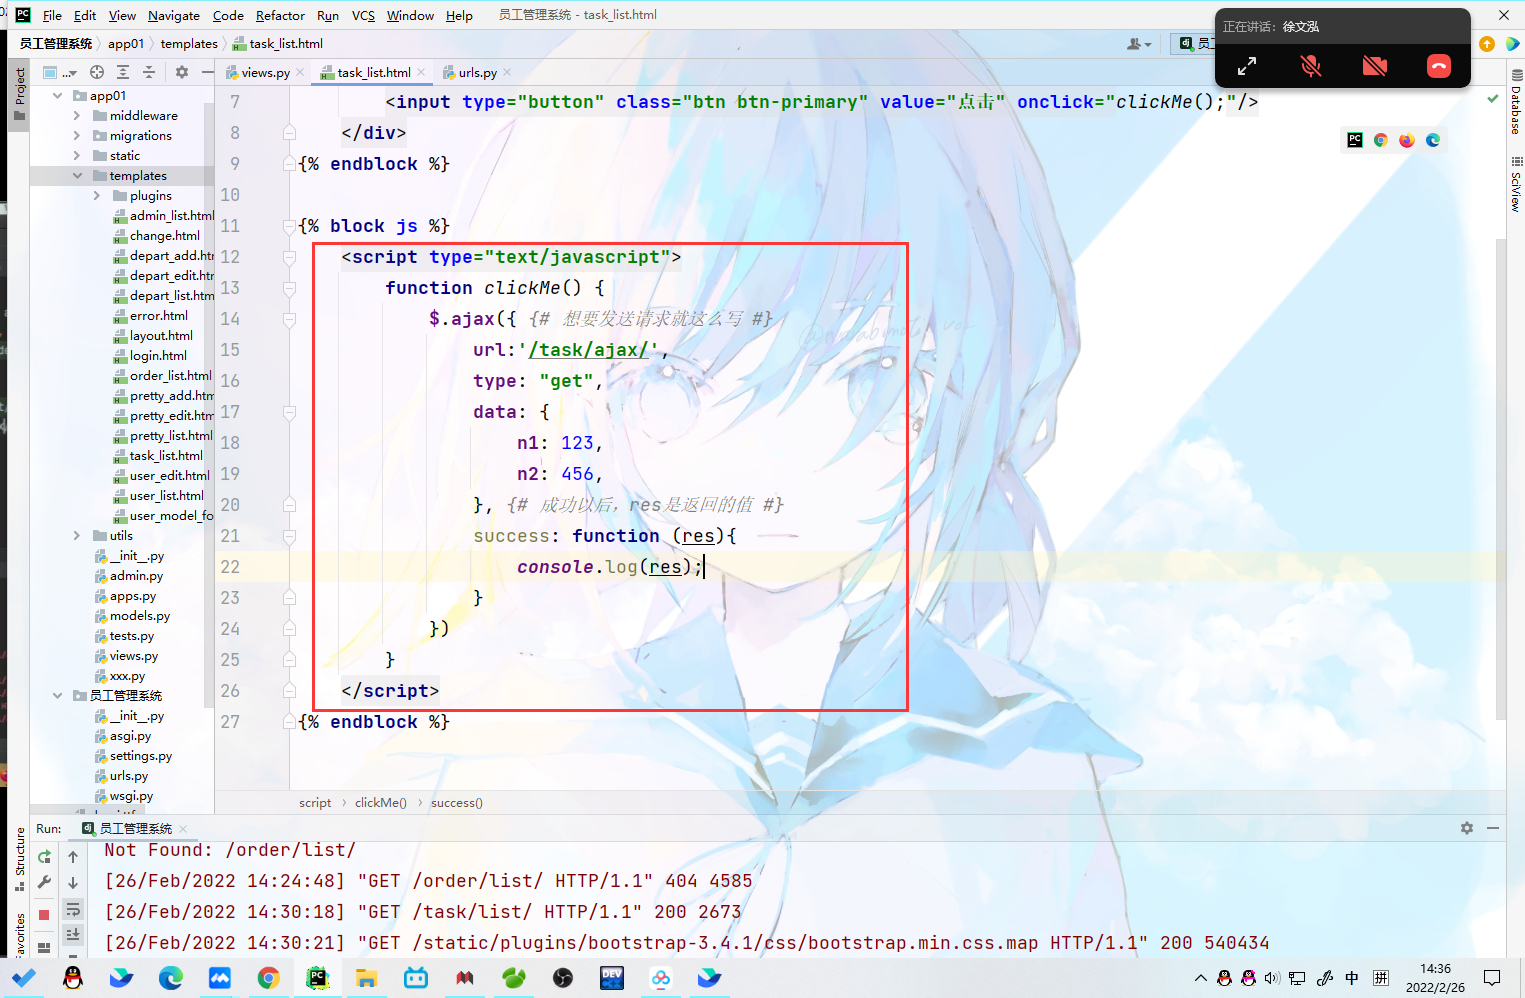 File Edit View Navigate Code Refactor Run VCS Window Help 员工管理系统 - task_list.html
正在讲话: 徐文泓
员工管理系统 app01 templates task_list.html
Project
views.py task_list.html urls.py
app01
middleware
migrations
static
templates
plugins
admin_list.html
change.html
depart_add.ht
depart_edit.htr
depart_list.htm
error.html
layout.html
login.html
order_list.html
pretty_add.htm
pretty_edit.htm
pretty_list.html
task_list.html
user_edit.html
user_list.html
user_model_fo
utils
__init__.py
admin.py
apps.py
models.py
tests.py
views.py
xxx.py
员工管理系统
__init__.py
asgi.py
settings.py
urls.py
wsgi.py
7 <input type="button" class="btn btn-primary" value="点击" onclick="clickMe();"/>
8 </div>
9 {% endblock %}
10
11 {% block js %}
12 <script type="text/javascript">
13 function clickMe() {
14 $.ajax({ {# 想要发送请求就这么写 #}
15 url:'/task/ajax/',
16 type: "get",
17 data: {
18 n1: 123,
19 n2: 456,
20 }, {# 成功以后，res是返回的值 #}
21 success: function (res){
22 console.log(res);
23 }
24 })
25 }
26 </script>
27 {% endblock %}
Database
SciView
script clickMe() success()
Run: 员工管理系统
Structure
Favorites
Not Found: /order/list/
[26/Feb/2022 14:24:48] "GET /order/list/ HTTP/1.1" 404 4585
[26/Feb/2022 14:30:18] "GET /task/list/ HTTP/1.1" 200 2673
[26/Feb/2022 14:30:21] "GET /static/plugins/bootstrap-3.4.1/css/bootstrap.min.css.map HTTP/1.1" 200 540434
中 拼
14:36
2022/2/26